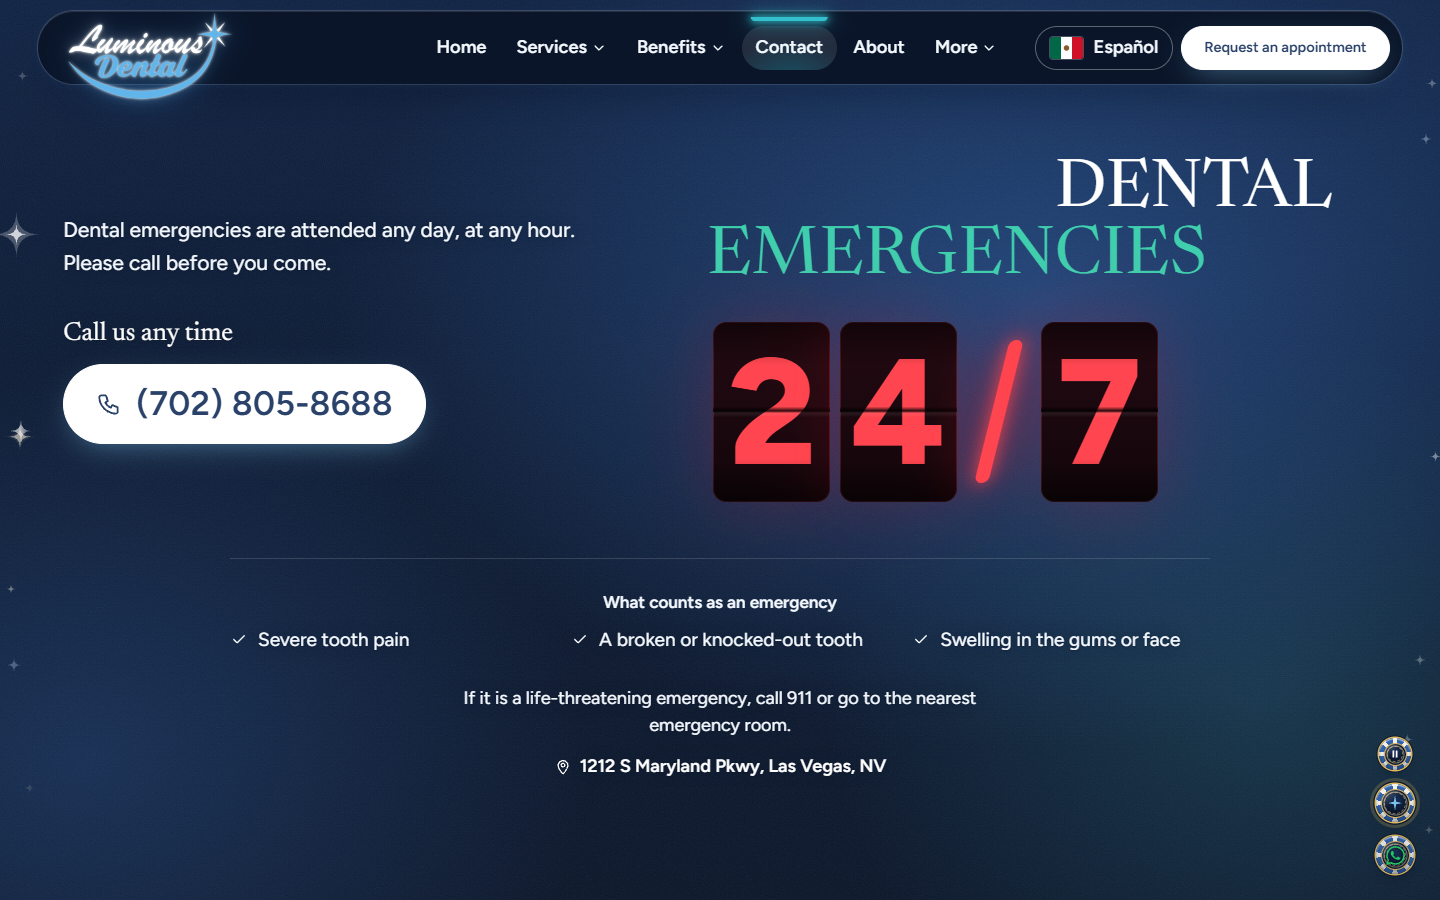 Luminous
Dental
Home
Services
Benefits
Contact
About
More
Español
Request an appointment
DENTAL
EMERGENCIES
Dental emergencies are attended any day, at any hour.
Please call before you come.
Call us any time
(702) 805-8688
24/7
What counts as an emergency
Severe tooth pain
A broken or knocked-out tooth
Swelling in the gums or face
If it is a life-threatening emergency, call 911 or go to the nearest
emergency room.
1212 S Maryland Pkwy, Las Vegas, NV